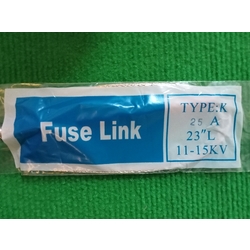 Fuse Link
TYPE:K
25 A
23"L
11-15KV